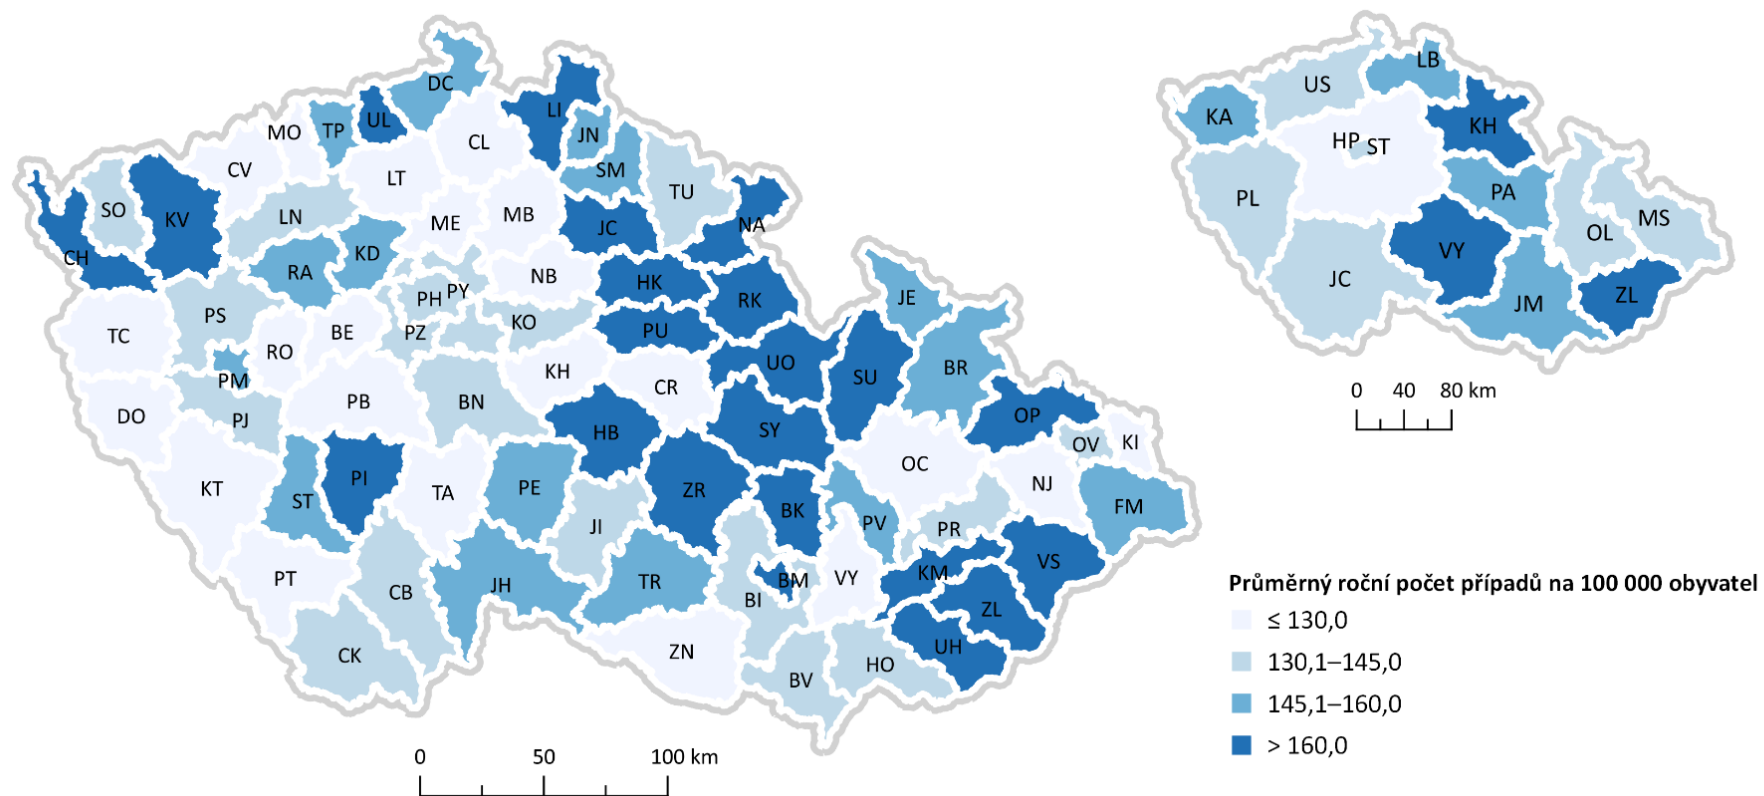 DC
LI
MO
TP
UL
CL
JN
CV
LT
SM
TU
SO
KV
LN
ME
MB
JC
NA
CH
RA
KD
NB
HK
RK
PS
PH
PY
KO
TC
BE
PZ
PU
JE
RO
UO
PM
KH
CR
SU
BR
DO
PJ
PB
BN
HB
SY
OP
OC
OV
KI
KT
ST
PI
TA
PE
ZR
NJ
FM
JI
BK
PV
PR
PT
CB
JH
TR
BM
VY
KM
VS
BI
ZL
CK
ZN
UH
BV
HO
0 50 100 km
LB
US
KA
KH
HP
ST
PL
PA
MS
OL
VY
JC
JM
ZL
0 40 80 km
Průměrný roční počet případů na 100 000 obyvatel
≤ 130,0
130,1–145,0
145,1–160,0
> 160,0